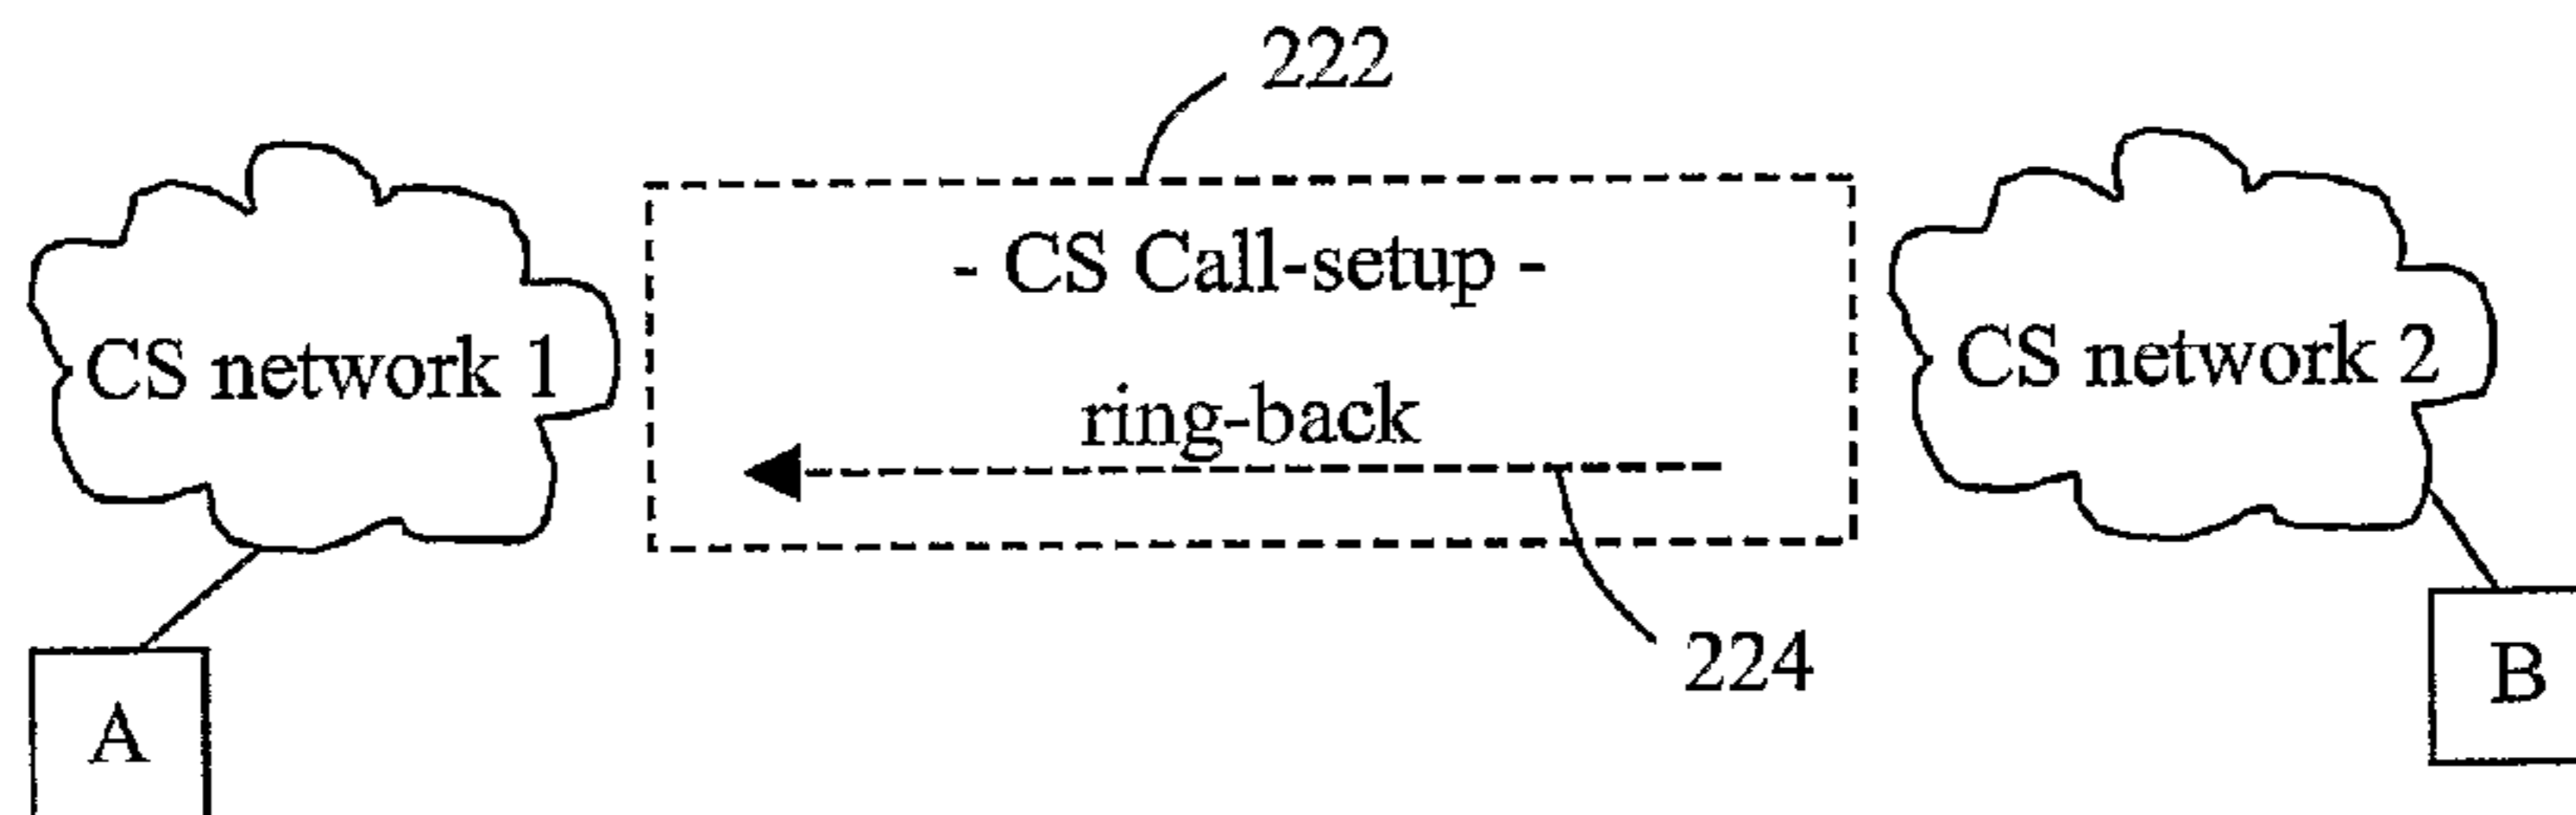 222
- CS Call-setup -
CS network 1
CS network 2
ring-back
224
A
B